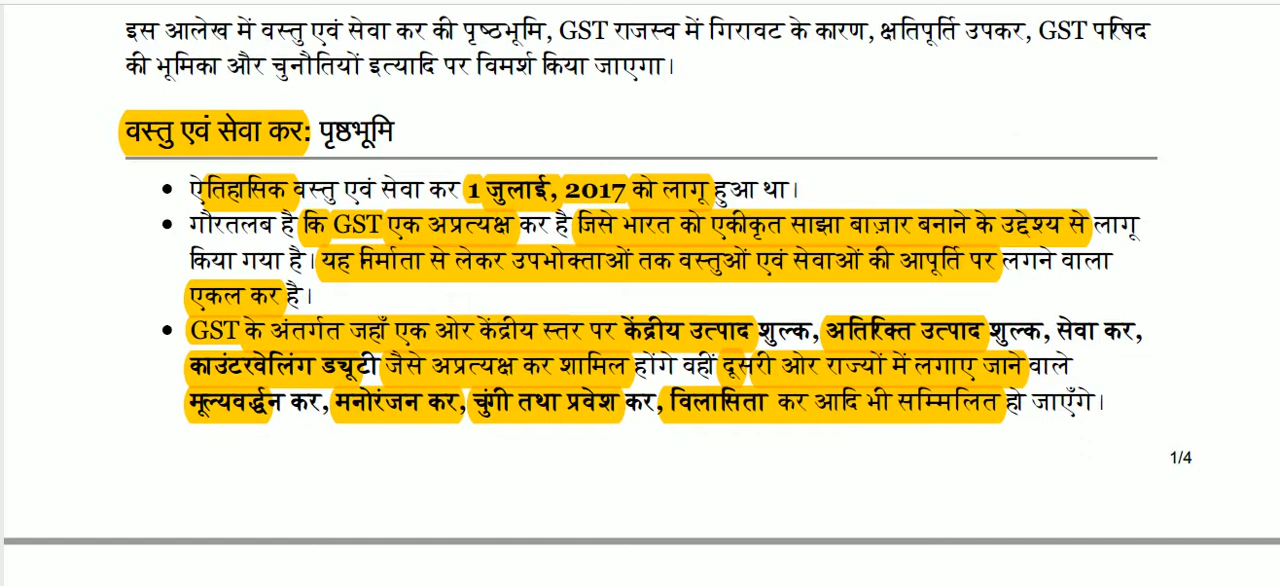 इस आलेख में वस्तु एवं सेवा कर की पृष्ठभूमि, GST राजस्व में गिरावट के कारण, क्षतिपूर्ति उपकर, GST परिषद
की भूमिका और चुनौतियों इत्यादि पर विमर्श किया जाएगा।
वस्तु एवं सेवा कर: पृष्ठभूमि
• ऐतिहासिक वस्तु एवं सेवा कर 1 जुलाई, 2017 को लागू हुआ था।
• गौरतलब है कि GST एक अप्रत्यक्ष कर है जिसे भारत को एकीकृत साझा बाज़ार बनाने के उद्देश्य से लागू
किया गया है। यह निर्माता से लेकर उपभोक्ताओं तक वस्तुओं एवं सेवाओं की आपूर्ति पर लगने वाला
एकल कर है।
• GST के अंतर्गत जहाँ एक ओर केंद्रीय स्तर पर केंद्रीय उत्पाद शुल्क, अतिरिक्त उत्पाद शुल्क, सेवा कर,
काउंटरवेलिंग ड्यूटी जैसे अप्रत्यक्ष कर शामिल होंगे वहीं दूसरी ओर राज्यों में लगाए जाने वाले
मूल्यवर्द्धन कर, मनोरंजन कर, चुंगी तथा प्रवेश कर, विलासिता कर आदि भी सम्मिलित हो जाएँगे।
1/4